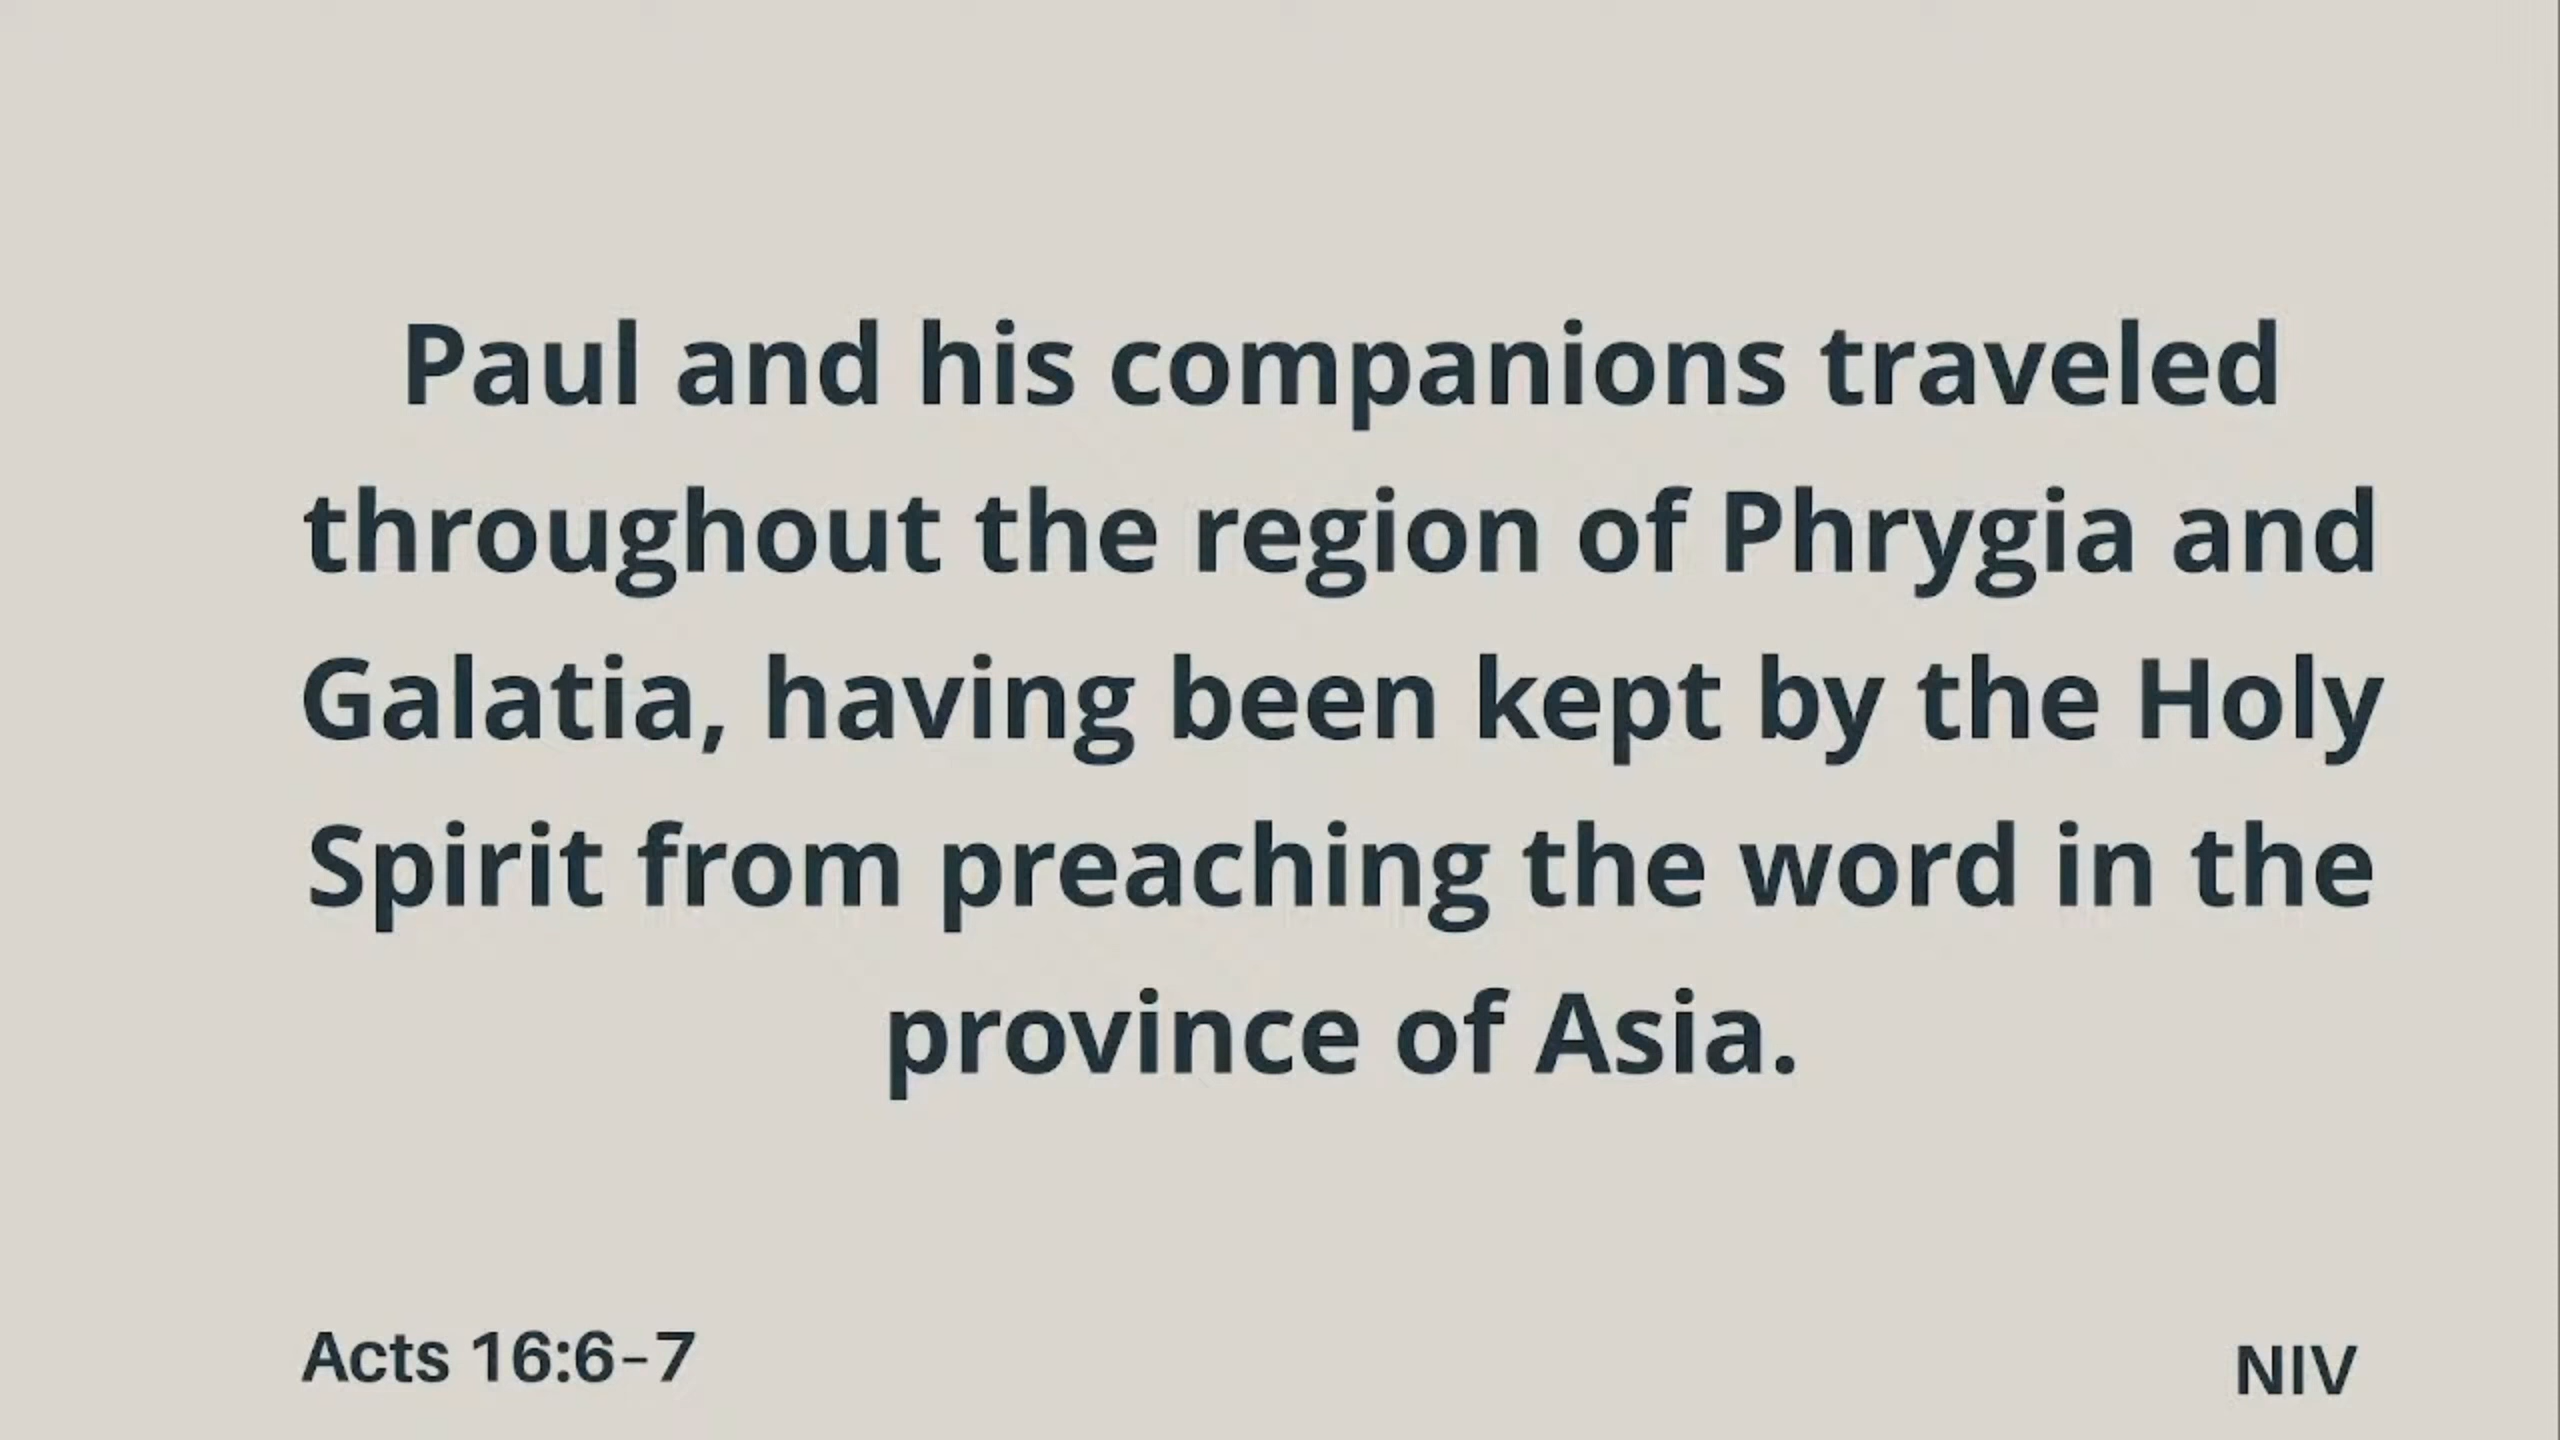 Paul and his companions traveled
throughout the region of Phrygia and
Galatia, having been kept by the Holy
Spirit from preaching the word in the
province of Asia.
Acts 16:6-7
NIV